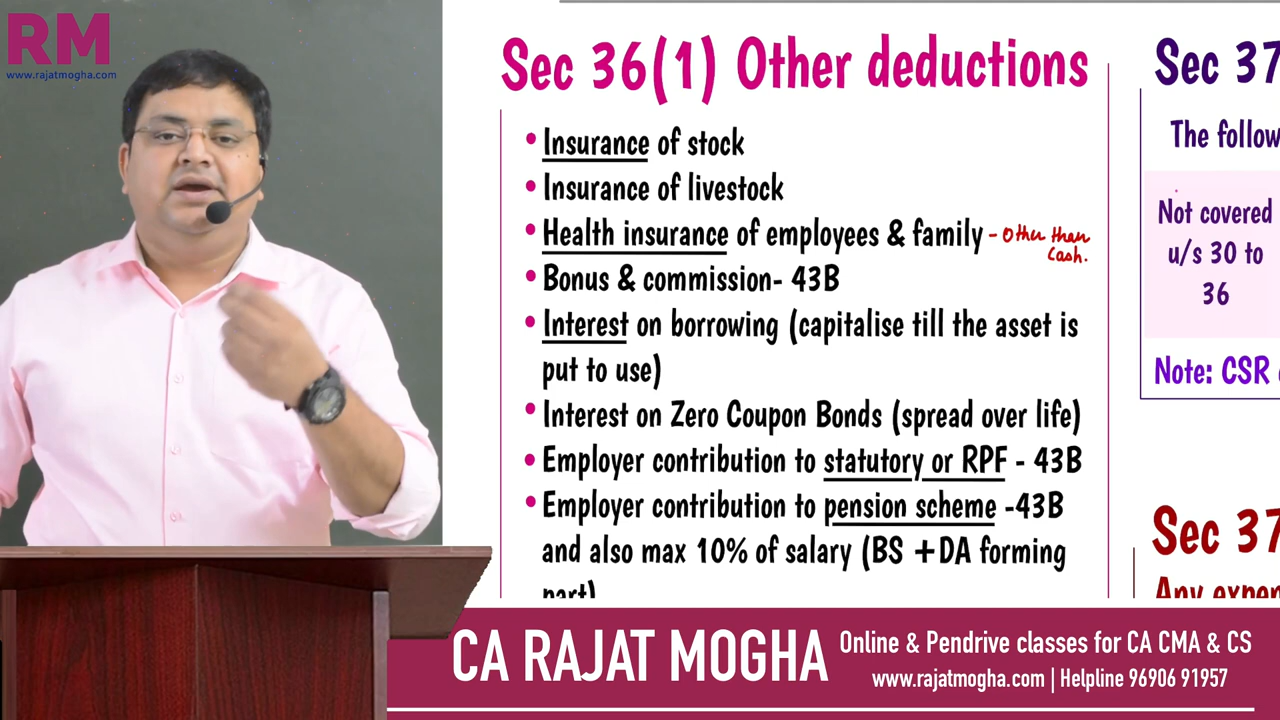 RM
www.rajatmogha.com
Sec 36(1) Other deductions
• Insurance of stock
• Insurance of livestock
• Health insurance of employees & family - other than
cash.
• Bonus & commission- 43B
• Interest on borrowing (capitalise till the asset is
put to use)
• Interest on Zero Coupon Bonds (spread over life)
• Employer contribution to statutory or RPF - 43B
• Employer contribution to pension scheme -43B
and also max 10% of salary (BS +DA forming
part)
Sec 37
The follow
Not covered
u/s 30 to
36
Note: CSR
Sec 37
Any expen
CA RAJAT MOGHA
Online & Pendrive classes for CA CMA & CS
www.rajatmogha.com | Helpline 96906 91957